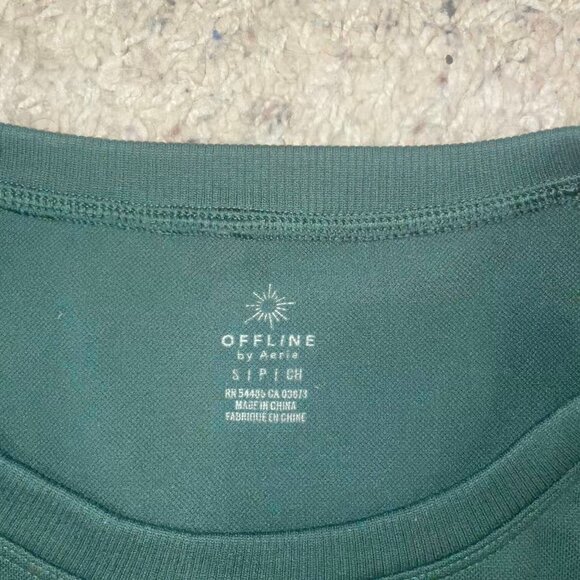 OFFLINE
by Aerie
S | P | CH
RN 54485 CA 03673
MADE IN CHINA
FABRIQUÉ EN CHINE